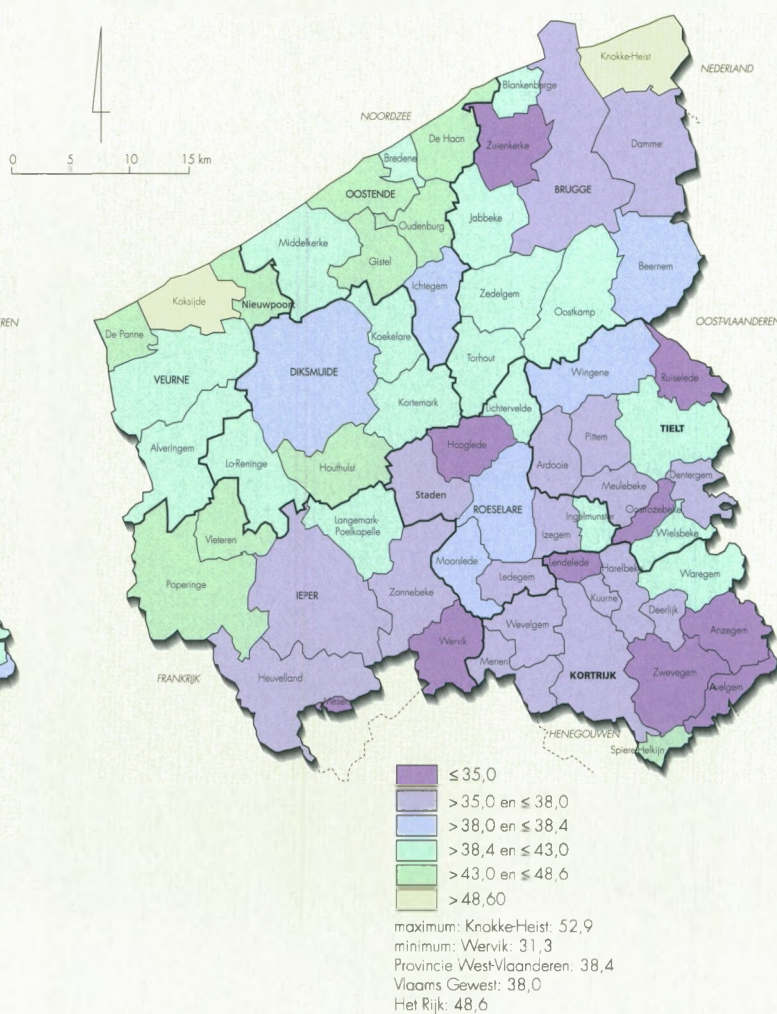 Knokke-Heist
NEDERLAND
Blankenberge
NOORDZEE
De Haan
Zuienkerke
Damme
Bredene
0 5 10 15 km
BRUGGE
OOSTENDE
Jabbeke
Oudenburg
Middelkerke
Gistel
Beernem
Ichtegem
Zedelgem
Koksijde
Nieuwpoort
Oostkamp
OOST-VLAANDEREN
REN
De Panne
Koekelare
Torhout
VEURNE
DIKSMUIDE
Wingene
Ruiselede
Kortemark
Lichtervelde
TIELT
Alveringem
Hooglede
Pittem
Lo-Reninge
Houthulst
Ardooie
Dentergem
Staden
Meulebeke
ROESELARE
Oostrozebeke
Ingelmunster
Langemark-
Poelkapelle
Vleteren
Izegem
Wielsbeke
Moorslede
Lendelede
Harelbeke
Waregem
Poperinge
Ledegem
IEPER
Zonnebeke
Kuurne
Deerlijk
Wevelgem
Anzegem
Wervik
Menen
Zwevegem
FRANKRIJK
Heuvelland
KORTRIJK
Avelgem
Mesen
HENEGOUWEN
Spiere-Helkijn
≤ 35,0
> 35,0 en ≤ 38,0
> 38,0 en ≤ 38,4
> 38,4 en ≤ 43,0
> 43,0 en ≤ 48,6
> 48,60
maximum: Knokke-Heist: 52,9
minimum: Wervik: 31,3
Provincie West-Vlaanderen: 38,4
Vlaams Gewest: 38,0
Het Rijk: 48,6